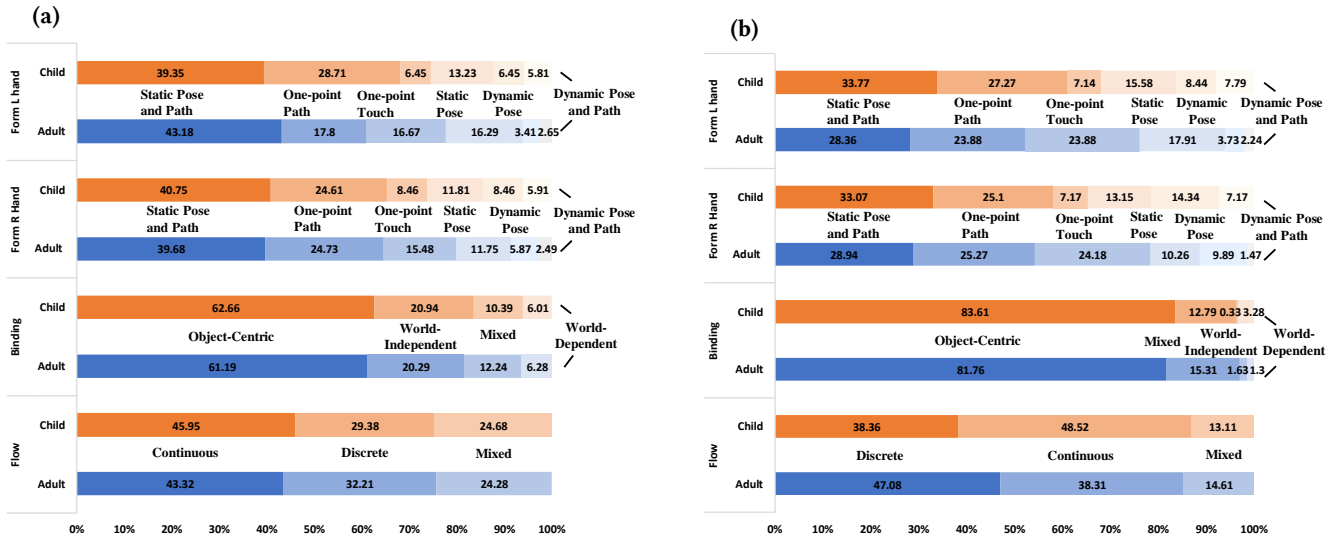 (a)
Form L hand
Child
39.35 28.71 6.45 13.23 6.45 5.81
Static Pose and Path
One-point Path
One-point Touch
Static Pose
Dynamic Pose
Dynamic Pose and Path
Adult
43.18 17.8 16.67 16.29 3.41 2.65
Form R Hand
Child
40.75 24.61 8.46 11.81 8.46 5.91
Static Pose and Path
One-point Path
One-point Touch
Static Pose
Dynamic Pose
Dynamic Pose and Path
Adult
39.68 24.73 15.48 11.75 5.87 2.49
Binding
Child
62.66 20.94 10.39 6.01
Object-Centric
World-Independent
Mixed
World-Dependent
Adult
61.19 20.29 12.24 6.28
Flow
Child
45.95 29.38 24.68
Continuous Discrete Mixed
Adult
43.32 32.21 24.28
0% 10% 20% 30% 40% 50% 60% 70% 80% 90% 100%
(b)
Form L hand
Child
33.77 27.27 7.14 15.58 8.44 7.79
Static Pose and Path
One-point Path
One-point Touch
Static Pose
Dynamic Pose
Dynamic Pose and Path
Adult
28.36 23.88 23.88 17.91 3.73 2.24
Form R Hand
Child
33.07 25.1 7.17 13.15 14.34 7.17
Static Pose and Path
One-point Path
One-point Touch
Static Pose
Dynamic Pose
Dynamic Pose and Path
Adult
28.94 25.27 24.18 10.26 9.89 1.47
Binding
Child
83.61 12.79 0.33 3.28
Object-Centric
Mixed
World-Independent
World-Dependent
Adult
81.76 15.31 1.63 1.3
Flow
Child
38.36 48.52 13.11
Discrete Continuous Mixed
Adult
47.08 38.31 14.61
0% 10% 20% 30% 40% 50% 60% 70% 80% 90% 100%